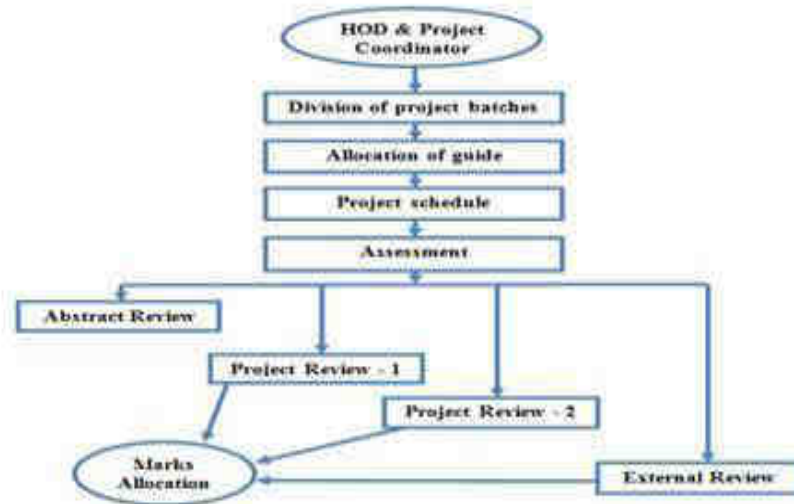 HOD & Project
Coordinator
Division of project batches
Allocation of guide
Project schedule
Assessment
Abstract Review
Project Review - 1
Project Review - 2
Marks
Allocation
External Review